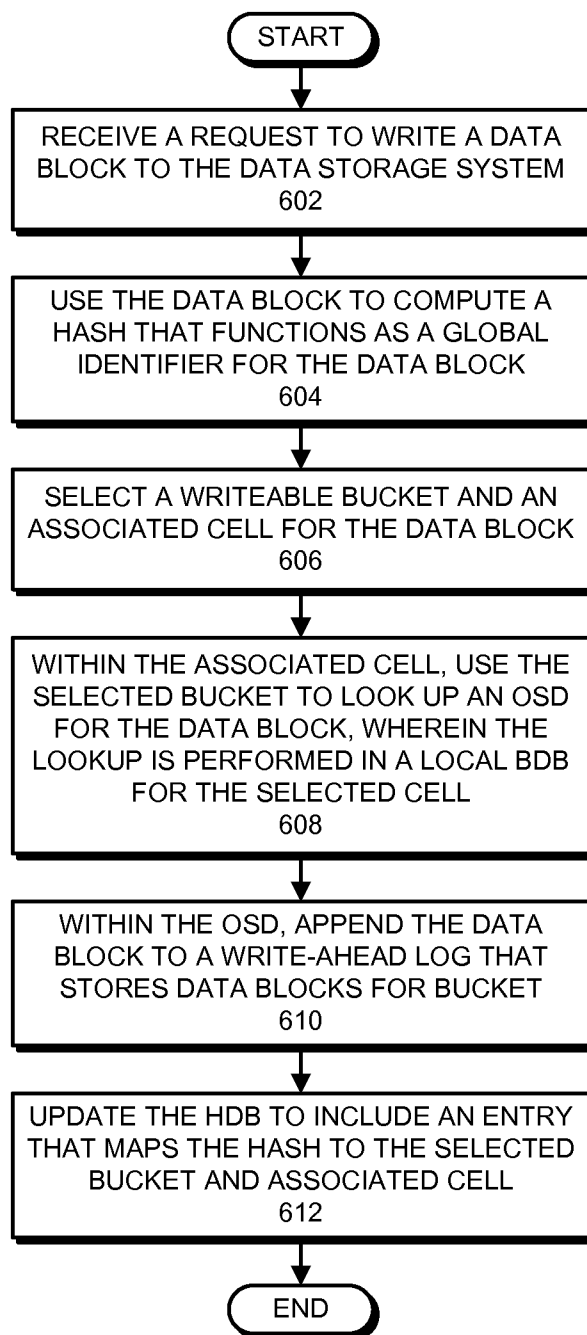 START
RECEIVE A REQUEST TO WRITE A DATA
BLOCK TO THE DATA STORAGE SYSTEM
602
USE THE DATA BLOCK TO COMPUTE A
HASH THAT FUNCTIONS AS A GLOBAL
IDENTIFIER FOR THE DATA BLOCK
604
SELECT A WRITEABLE BUCKET AND AN
ASSOCIATED CELL FOR THE DATA BLOCK
606
WITHIN THE ASSOCIATED CELL, USE THE
SELECTED BUCKET TO LOOK UP AN OSD
FOR THE DATA BLOCK, WHEREIN THE
LOOKUP IS PERFORMED IN A LOCAL BDB
FOR THE SELECTED CELL
608
WITHIN THE OSD, APPEND THE DATA
BLOCK TO A WRITE-AHEAD LOG THAT
STORES DATA BLOCKS FOR BUCKET
610
UPDATE THE HDB TO INCLUDE AN ENTRY
THAT MAPS THE HASH TO THE SELECTED
BUCKET AND ASSOCIATED CELL
612
END